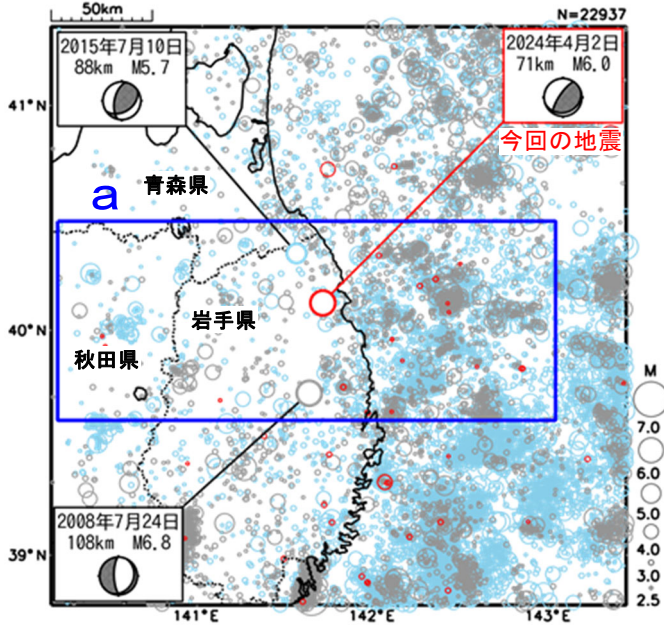 50km
N=22937
2015年7月10日
88km M5.7
2024年4月2日
71km M6.0
今回の地震
41°N
青森県
a
岩手県
40°N
秋田県
M
7.0
6.0
5.0
4.0
3.0
2.5
2008年7月24日
108km M6.8
39°N
141°E
142°E
143°E